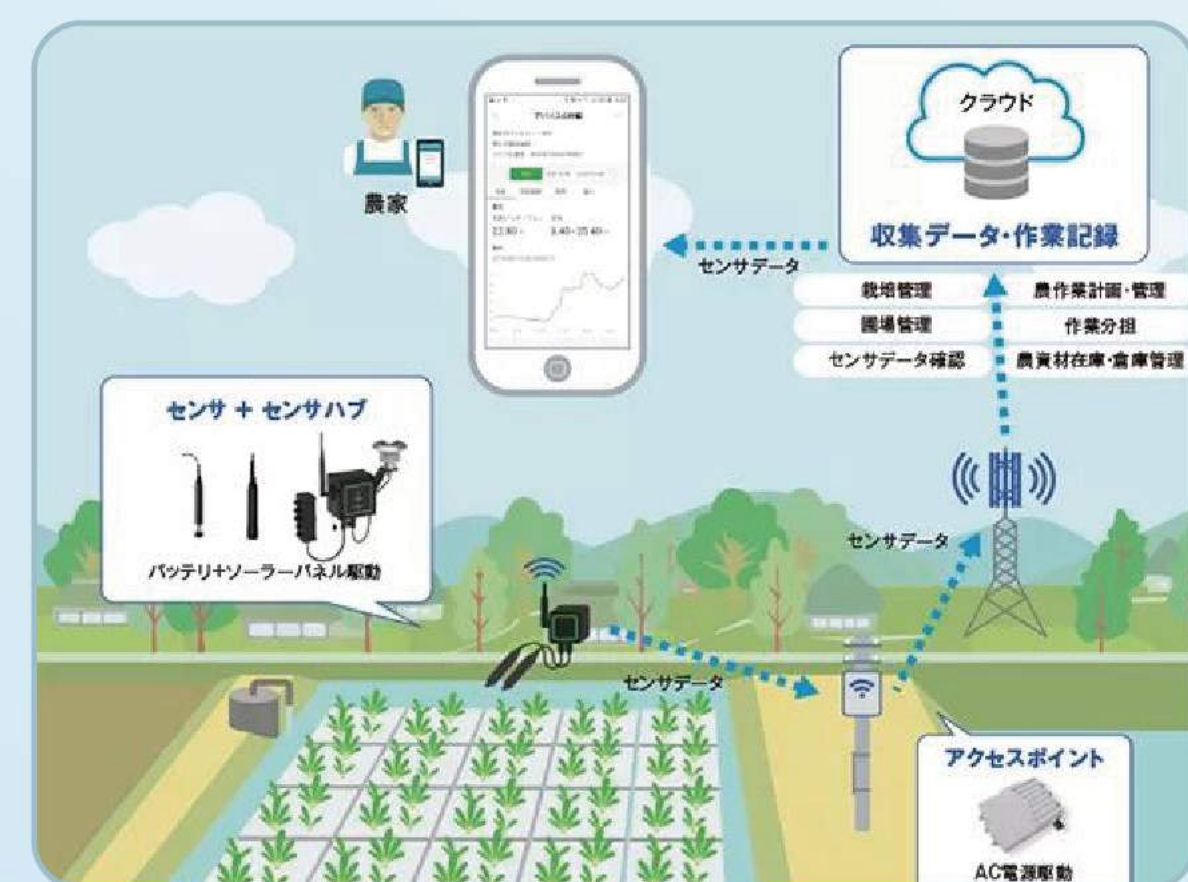 農家
クラウド
収集データ・作業記録
センサデータ
栽培管理
農作業計画・管理
圃場管理
作業分担
センサデータ確認
農資材在庫・倉庫管理
センサ + センサハブ
バッテリ+ソーラーパネル駆動
センサデータ
センサデータ
アクセスポイント
AC電源駆動